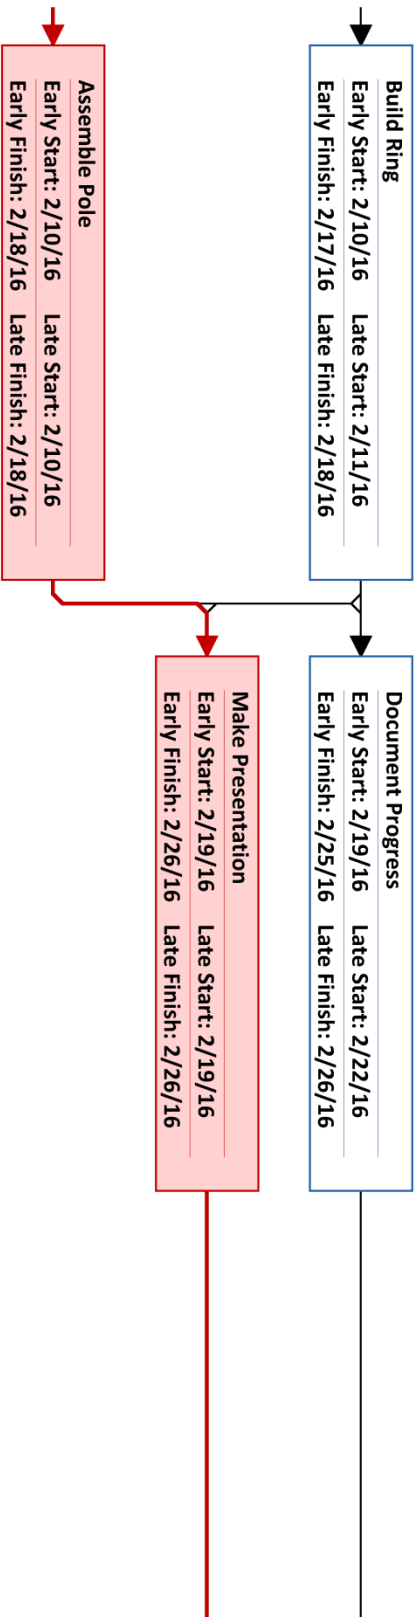 Build Ring
Early Start: 2/10/16 Late Start: 2/11/16
Early Finish: 2/17/16 Late Finish: 2/18/16
Document Progress
Early Start: 2/19/16 Late Start: 2/22/16
Early Finish: 2/25/16 Late Finish: 2/26/16
Make Presentation
Early Start: 2/19/16 Late Start: 2/19/16
Early Finish: 2/26/16 Late Finish: 2/26/16
Assemble Pole
Early Start: 2/10/16 Late Start: 2/10/16
Early Finish: 2/18/16 Late Finish: 2/18/16